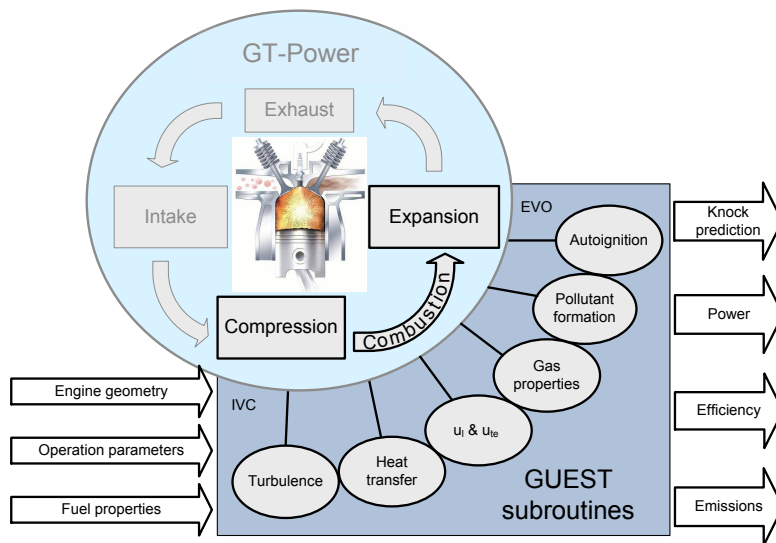 GT-Power
Exhaust
Intake
Expansion
Compression
Combustion
EVO
IVC
Autoignition
Pollutant
formation
Gas
properties
uₗ & uₜₑ
Heat
transfer
Turbulence
GUEST
subroutines
Engine geometry
Operation parameters
Fuel properties
Knock
prediction
Power
Efficiency
Emissions